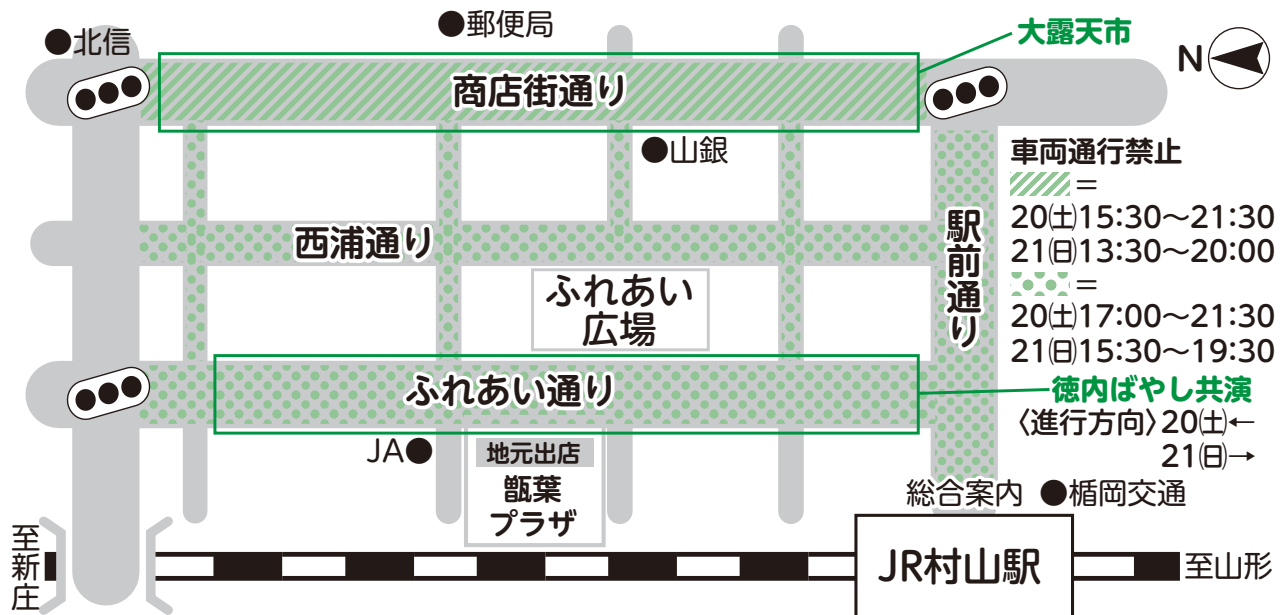 ●郵便局
●北信
大露天市
N
商店街通り
●山銀
車両通行禁止
=
20㈯15:30〜21:30
21㈰13:30〜20:00
=
20㈯17:00〜21:30
21㈰15:30〜19:30
西浦通り
駅前通り
ふれあい
広場
ふれあい通り
徳内ばやし共演
〈進行方向〉20㈯←
21㈰→
JA●
地元出店
甑葉
プラザ
総合案内 ●楯岡交通
至新庄
JR村山駅
至山形